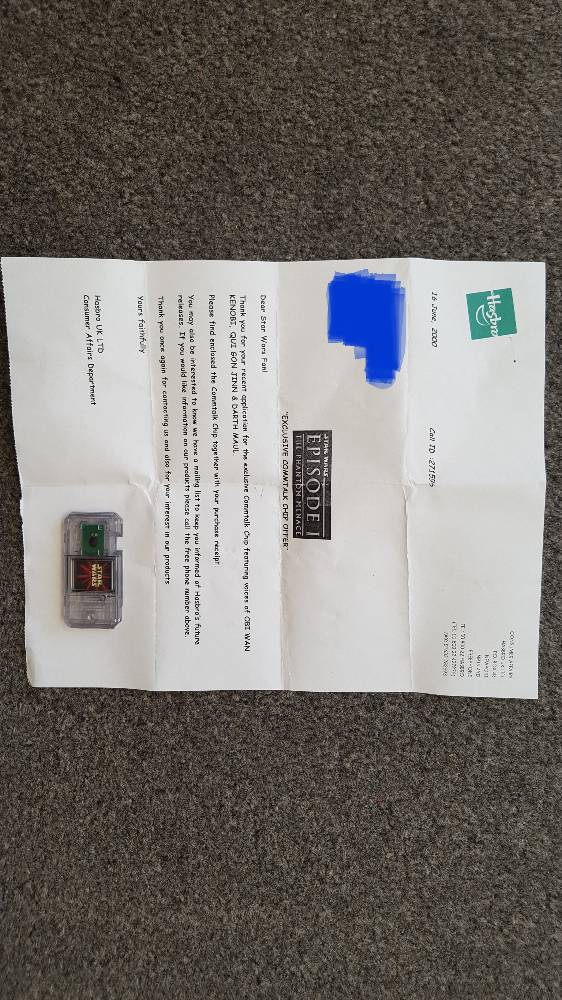 Hasbro
16 June 2000
Call ID :271505
STAR WARS
EPISODE I
THE PHANTOM MENACE
"EXCLUSIVE COMMTALK CHIP OFFER"
Dear Star Wars Fan!
Thank you for your recent application for the exclusive Commtalk Chip featuring voices of OBI WAN
KENOBI, QUI GON JINN & DARTH MAUL.
Please find enclosed the Commtalk Chip together with your purchase receipt.
You may also be interested to know we have a mailing list to keep you informed of Hasbro's future
releases. If you would like information on our products please call the free phone number above.
Thank you once again for contacting us and also for your interest in our products
Yours faithfully
Hasbro UK LTD
Consumer Affairs Department
STAR
WARS